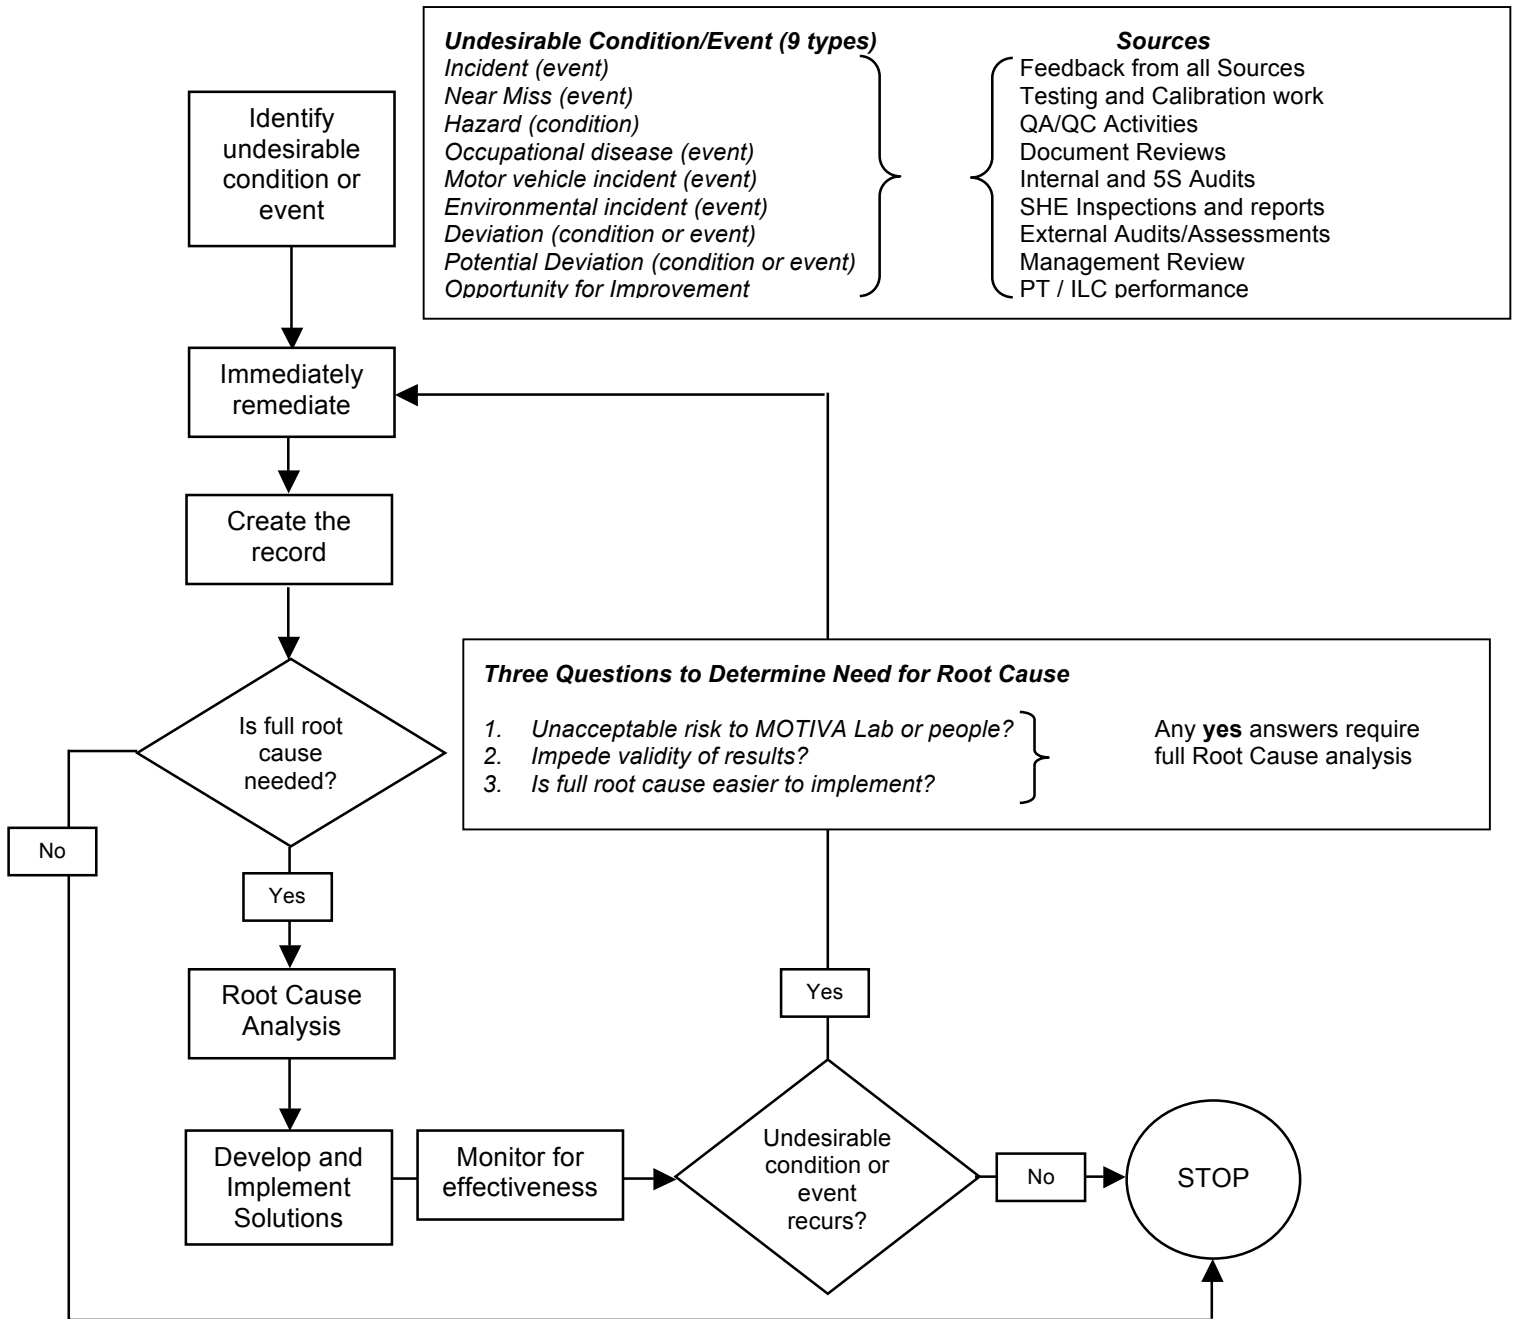 Undesirable Condition/Event (9 types)
Sources
Incident (event)
Near Miss (event)
Hazard (condition)
Occupational disease (event)
Motor vehicle incident (event)
Environmental incident (event)
Deviation (condition or event)
Potential Deviation (condition or event)
Opportunity for Improvement
Feedback from all Sources
Testing and Calibration work
QA/QC Activities
Document Reviews
Internal and 5S Audits
SHE Inspections and reports
External Audits/Assessments
Management Review
PT / ILC performance
Identify
undesirable
condition or
event
Immediately
remediate
Create the
record
Is full root
cause
needed?
Three Questions to Determine Need for Root Cause
1. Unacceptable risk to MOTIVA Lab or people?
2. Impede validity of results?
3. Is full root cause easier to implement?
Any yes answers require
full Root Cause analysis
No
Yes
Root Cause
Analysis
Yes
Develop and
Implement
Solutions
Monitor for
effectiveness
Undesirable
condition or
event
recurs?
No
STOP